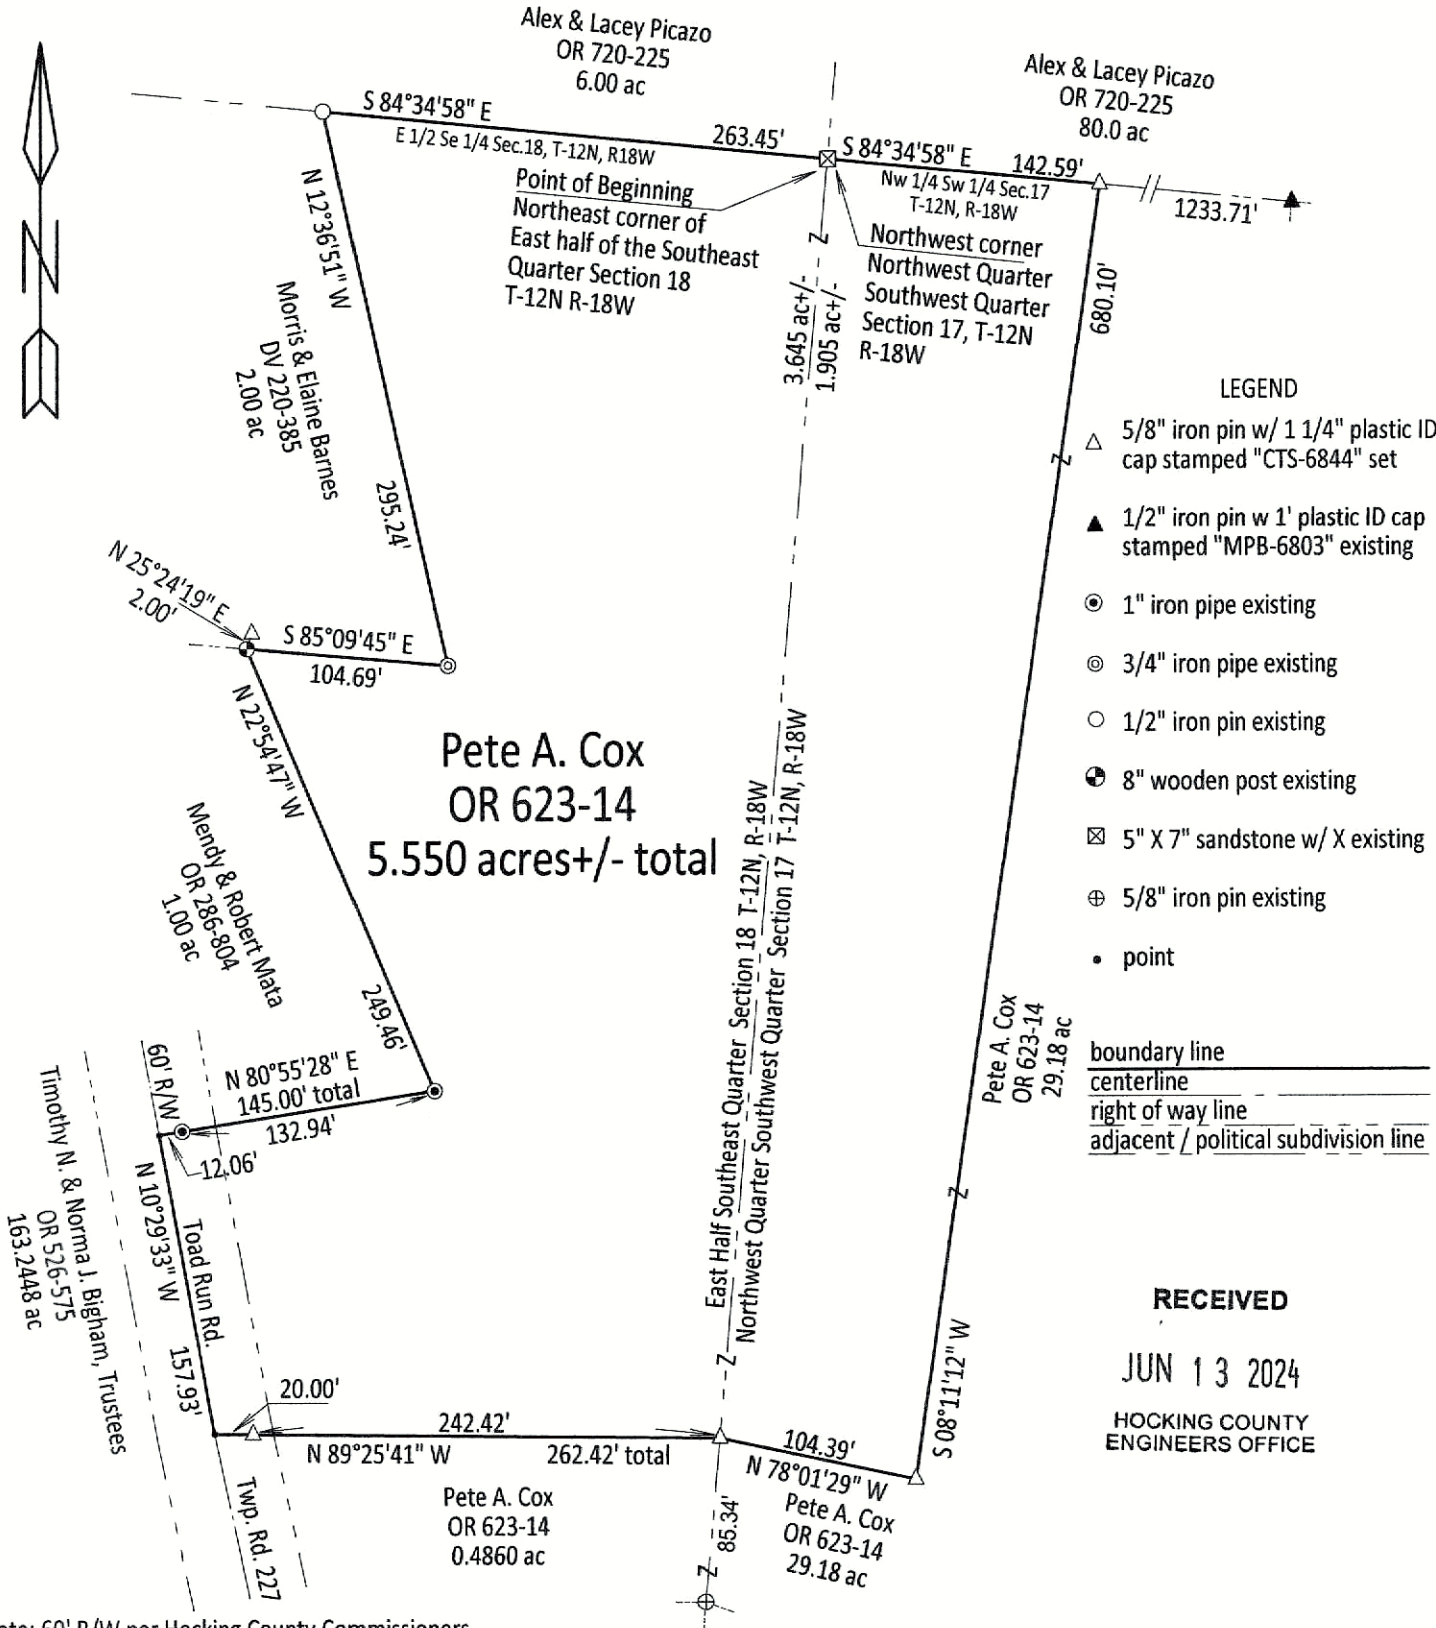 Alex & Lacey Picazo
OR 720-225
6.00 ac
Alex & Lacey Picazo
OR 720-225
80.0 ac
S 84°34'58" E
263.45'
E 1/2 Se 1/4 Sec.18, T-12N, R18W
S 84°34'58" E
142.59'
Nw 1/4 Sw 1/4 Sec.17
T-12N, R-18W
1233.71'
Point of Beginning
Northeast corner of
East half of the Southeast
Quarter Section 18
T-12N R-18W
Northwest corner
Northwest Quarter
Southwest Quarter
Section 17, T-12N
R-18W
N
N 12°36'51" W
295.24'
Morris & Elaine Barnes
DV 220-385
2.00 ac
3.645 ac+/-
1.905 ac+/-
680.10'
N 25°24'19" E
2.00'
S 85°09'45" E
104.69'
N 22°54'47" W
249.46'
Pete A. Cox
OR 623-14
5.550 acres+/- total
Mendy & Robert Mata
OR 286-804
1.00 ac
LEGEND
5/8" iron pin w/ 1 1/4" plastic ID
cap stamped "CTS-6844" set
1/2" iron pin w 1' plastic ID cap
stamped "MPB-6803" existing
1" iron pipe existing
3/4" iron pipe existing
1/2" iron pin existing
8" wooden post existing
5" X 7" sandstone w/ X existing
5/8" iron pin existing
point
boundary line
centerline
right of way line
adjacent / political subdivision line
East Half Southeast Quarter Section 18 T-12N, R-18W
Northwest Quarter Southwest Quarter Section 17 T-12N, R-18W
Pete A. Cox
OR 623-14
29.18 ac
60' R/W
N 80°55'28" E
145.00' total
132.94'
12.06'
N 10°29'33" W
157.93'
Toad Run Rd.
Timothy N. & Norma J. Bigham, Trustees
OR 526-575
163.2448 ac
20.00'
242.42'
N 89°25'41" W
262.42' total
104.39'
N 78°01'29" W
S 08°11'12" W
Pete A. Cox
OR 623-14
0.4860 ac
Pete A. Cox
OR 623-14
29.18 ac
85.34'
Twp. Rd. 227
RECEIVED
JUN 13 2024
HOCKING COUNTY
ENGINEERS OFFICE
60' R/W per Hocking County Commissioners